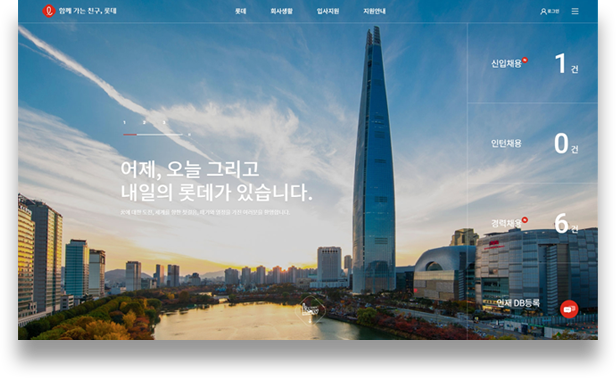 함께 가는 친구, 롯데
롯데 회사생활 입사지원 지원안내 로그인
신입채용 1 건
인턴채용 0 건
어제, 오늘 그리고
내일의 롯데가 있습니다.
경력채용 6 건
인재 DB등록